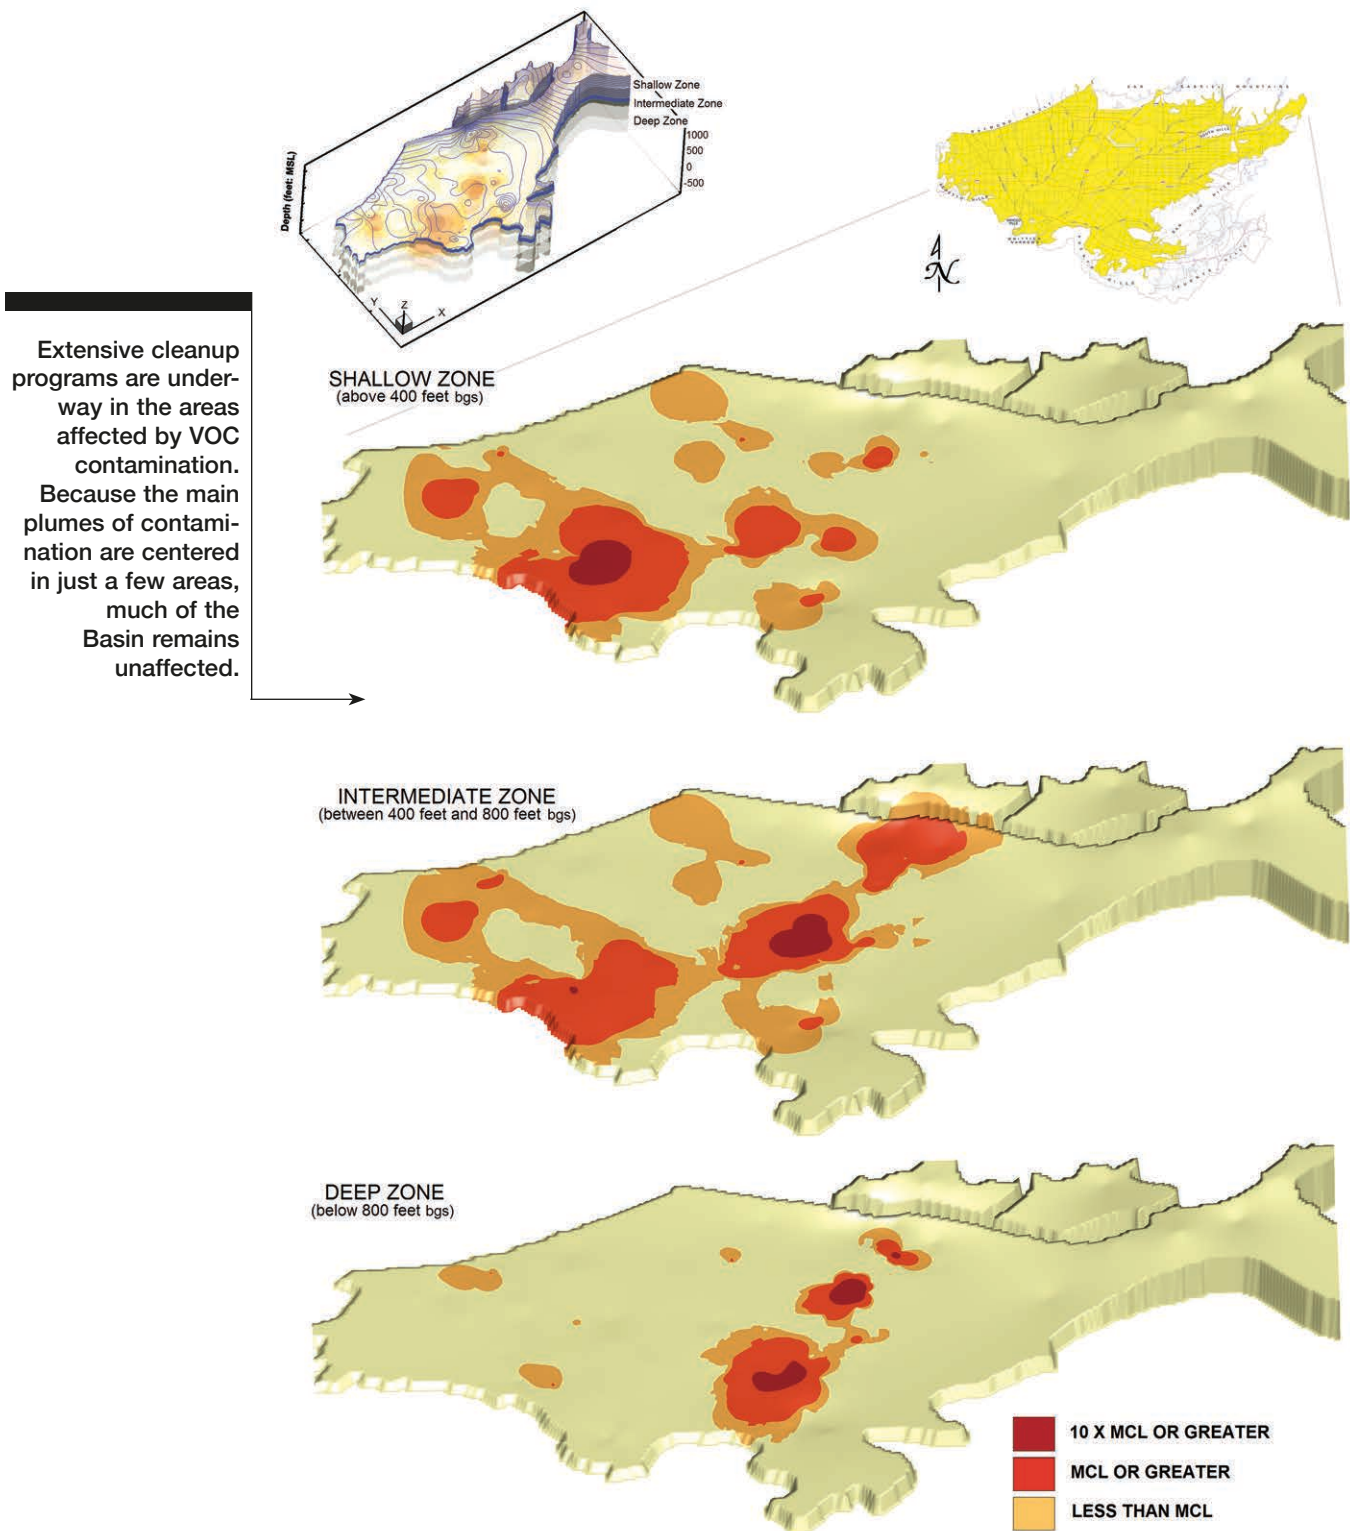 Shallow Zone
Intermediate Zone
Deep Zone
1000
500
0
-500
Depth (feet: MSL)
Y
Z
X
N
Extensive cleanup
programs are under-
way in the areas
affected by VOC
contamination.
Because the main
plumes of contami-
nation are centered
in just a few areas,
much of the
Basin remains
unaffected.
SHALLOW ZONE
(above 400 feet bgs)
INTERMEDIATE ZONE
(between 400 feet and 800 feet bgs)
DEEP ZONE
(below 800 feet bgs)
10 X MCL OR GREATER
MCL OR GREATER
LESS THAN MCL